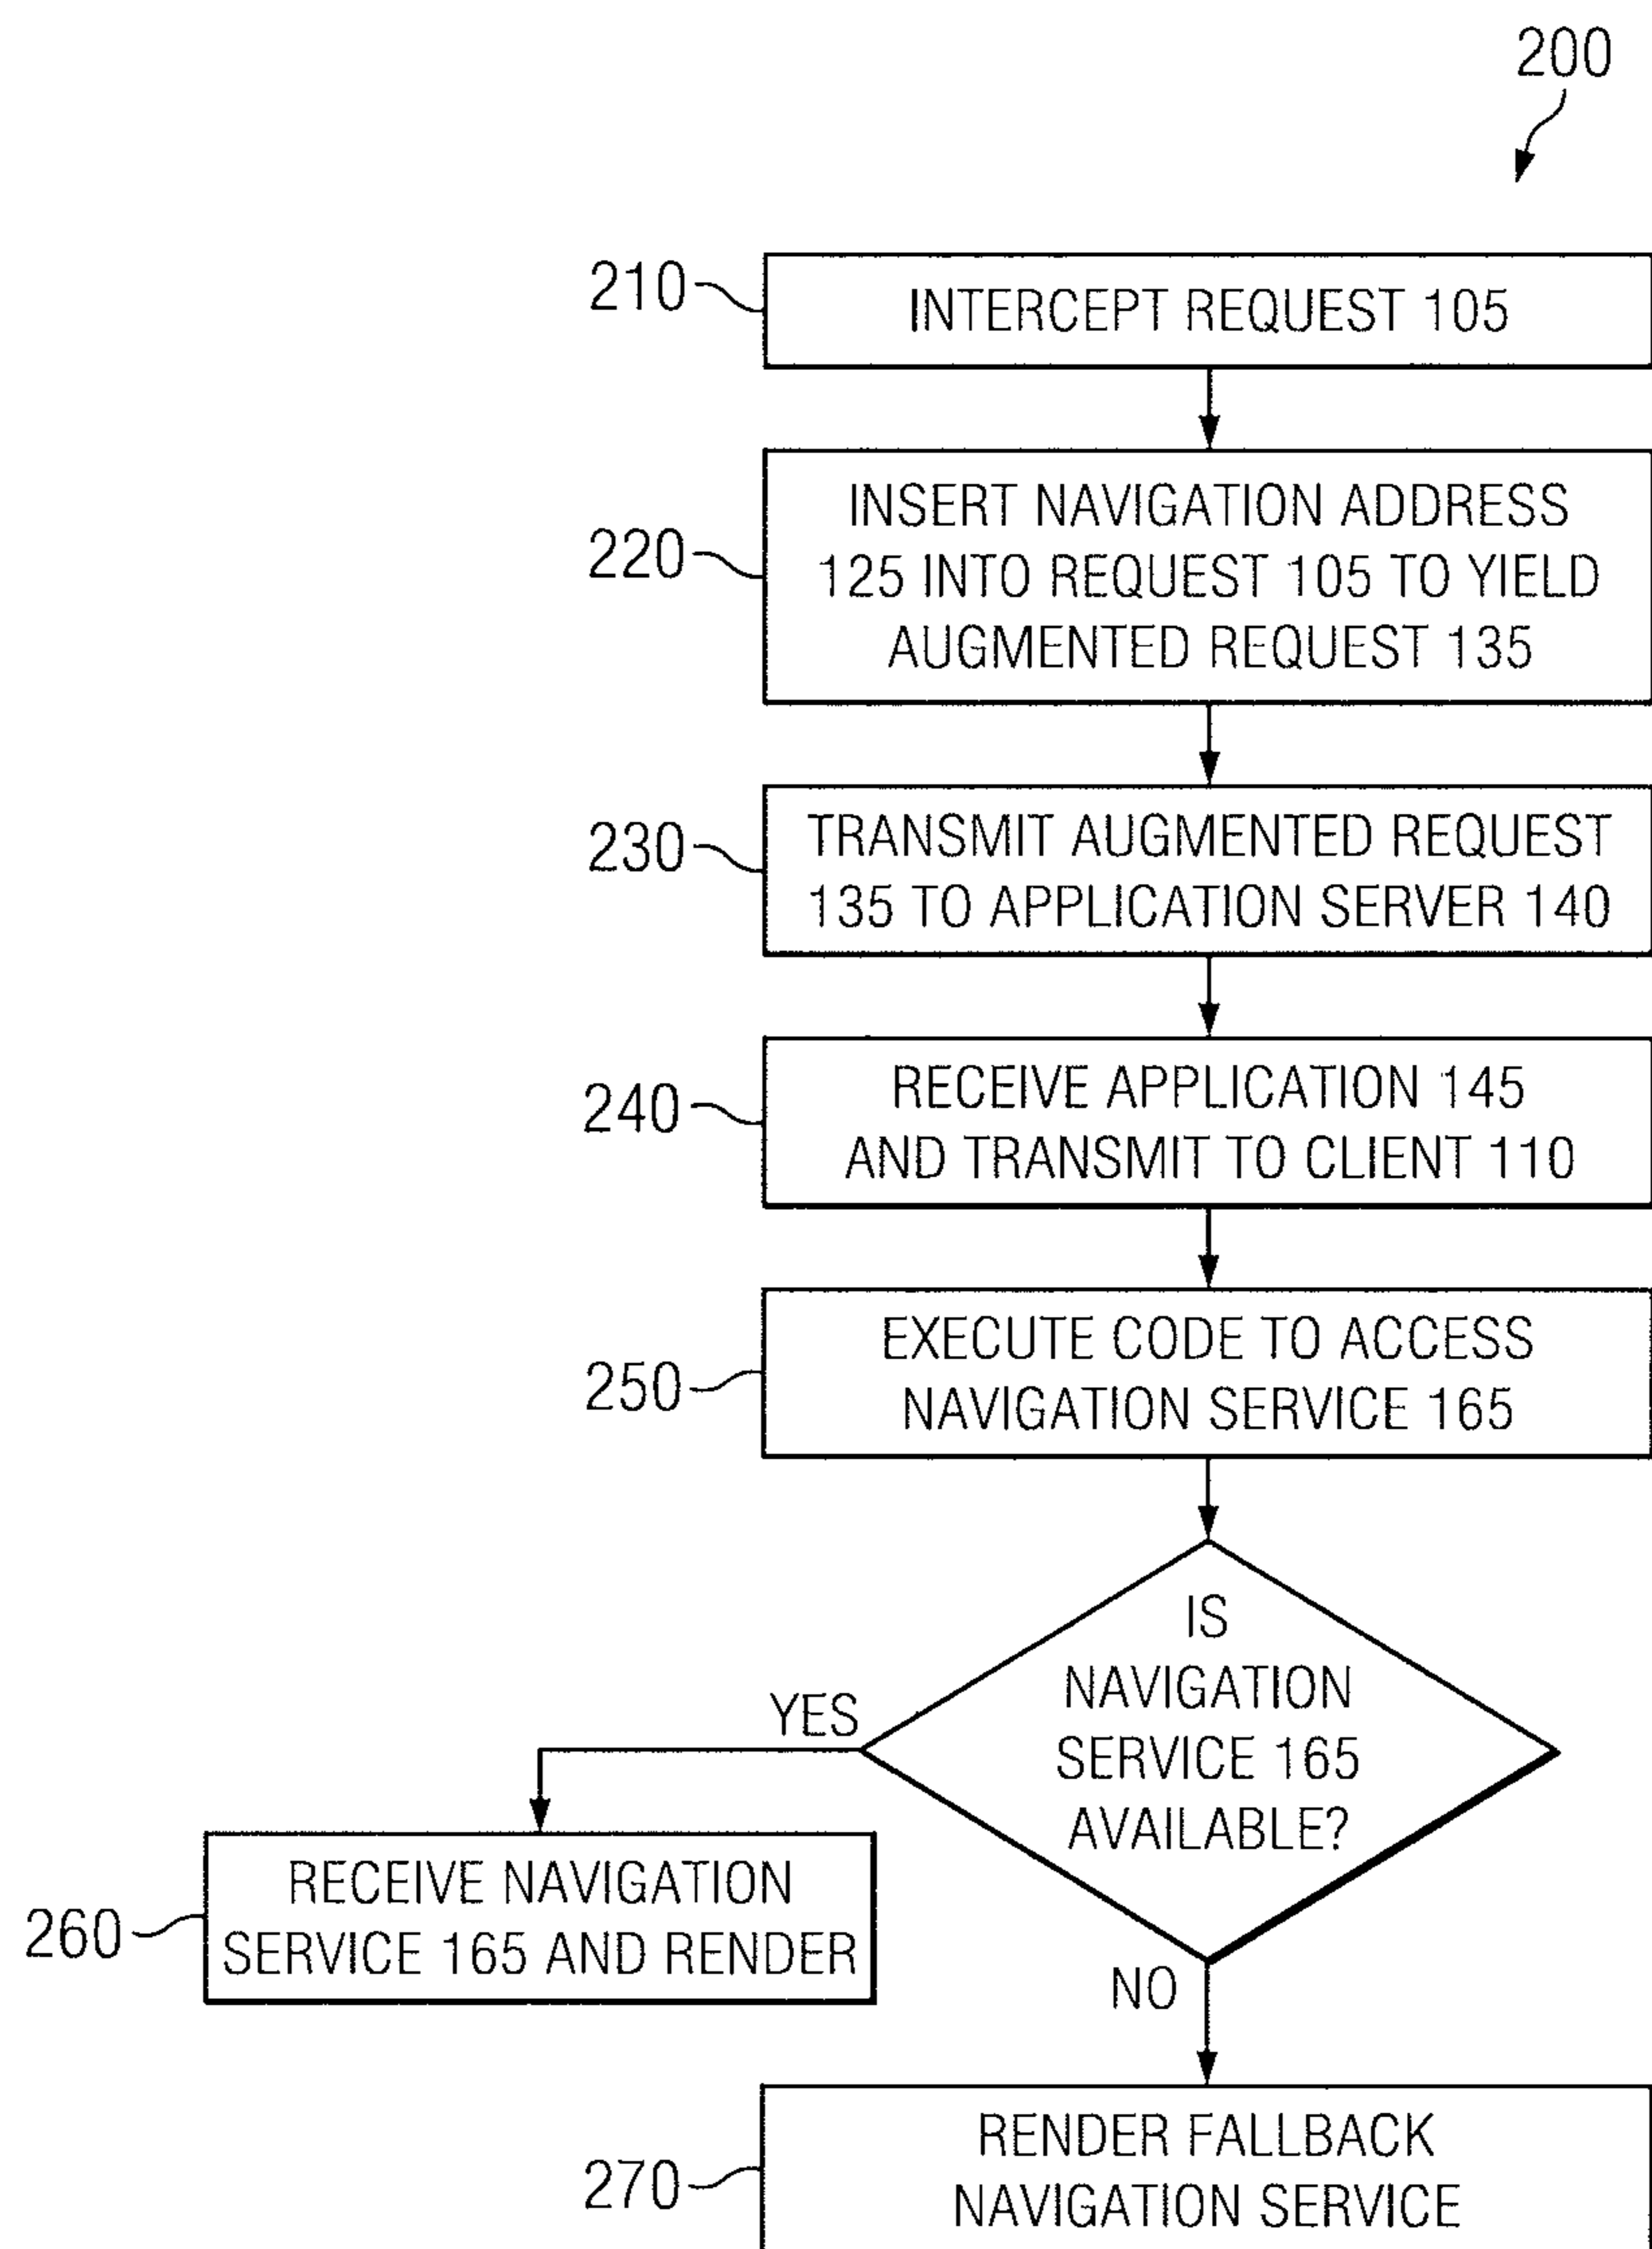 200
210
INTERCEPT REQUEST 105
220
INSERT NAVIGATION ADDRESS
125 INTO REQUEST 105 TO YIELD
AUGMENTED REQUEST 135
230
TRANSMIT AUGMENTED REQUEST
135 TO APPLICATION SERVER 140
240
RECEIVE APPLICATION 145
AND TRANSMIT TO CLIENT 110
250
EXECUTE CODE TO ACCESS
NAVIGATION SERVICE 165
IS
NAVIGATION
SERVICE 165
AVAILABLE?
YES
260
RECEIVE NAVIGATION
SERVICE 165 AND RENDER
NO
270
RENDER FALLBACK
NAVIGATION SERVICE